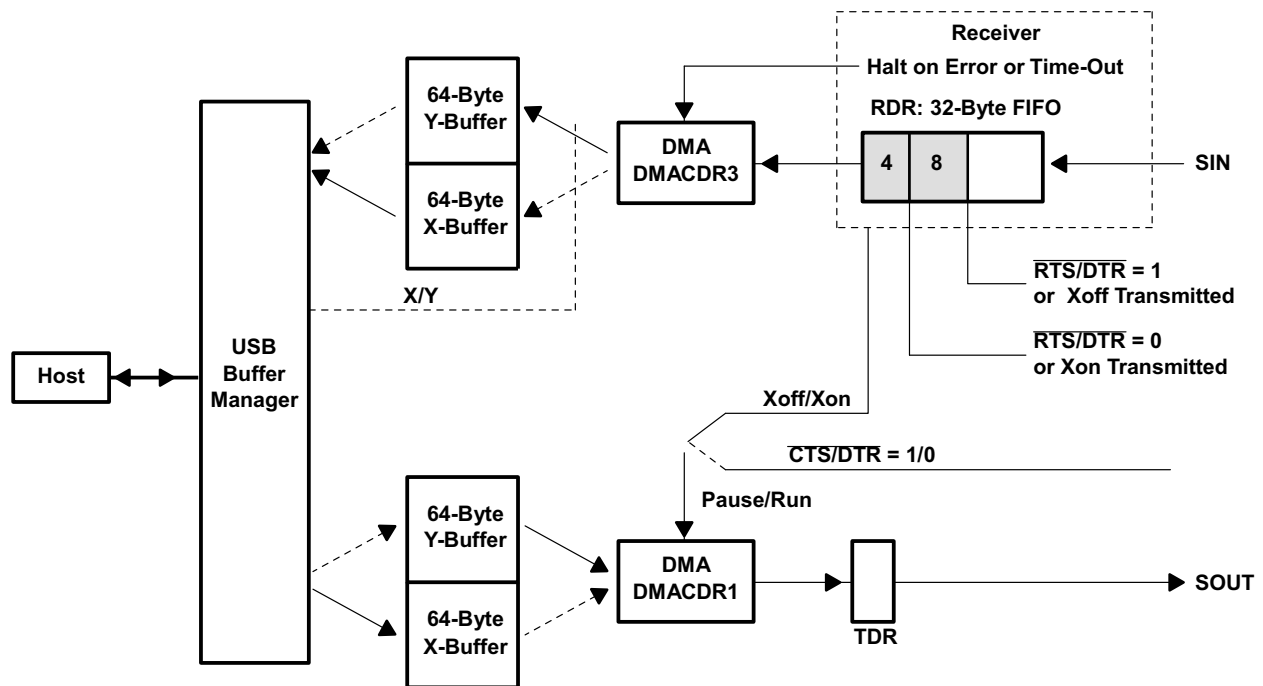 Receiver
Halt on Error or Time-Out
RDR: 32-Byte FIFO
64-Byte
Y-Buffer
DMA
DMACDR3
4
8
SIN
64-Byte
X-Buffer
X/Y
RTS/DTR = 1
or Xoff Transmitted
RTS/DTR = 0
or Xon Transmitted
Host
USB
Buffer
Manager
Xoff/Xon
CTS/DTR = 1/0
Pause/Run
64-Byte
Y-Buffer
DMA
DMACDR1
SOUT
64-Byte
X-Buffer
TDR